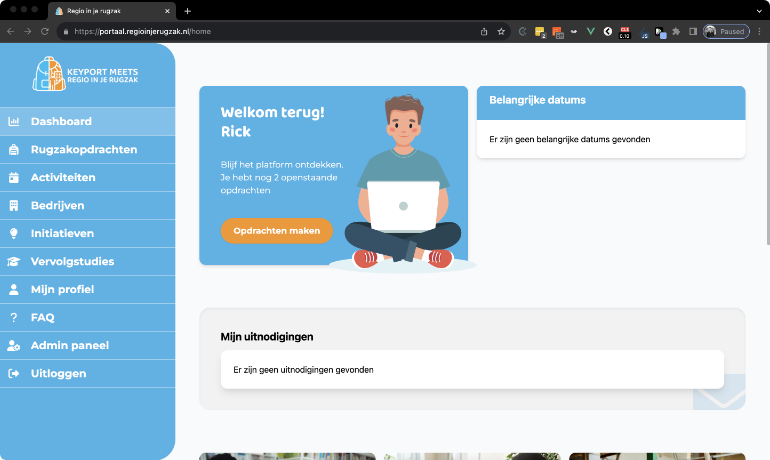 Regio in je rugzak
https://portaal.regioinjerugzak.nl/home
Paused
KEYPORT MEETS
REGIO IN JE RUGZAK
Dashboard
Rugzakopdrachten
Activiteiten
Bedrijven
Initiatieven
Vervolgstudies
Mijn profiel
FAQ
Admin paneel
Uitloggen
Welkom terug!
Rick
Blijf het platform ontdekken.
Je hebt nog 2 openstaande
opdrachten
Opdrachten maken
Belangrijke datums
Er zijn geen belangrijke datums gevonden
Mijn uitnodigingen
Er zijn geen uitnodigingen gevonden